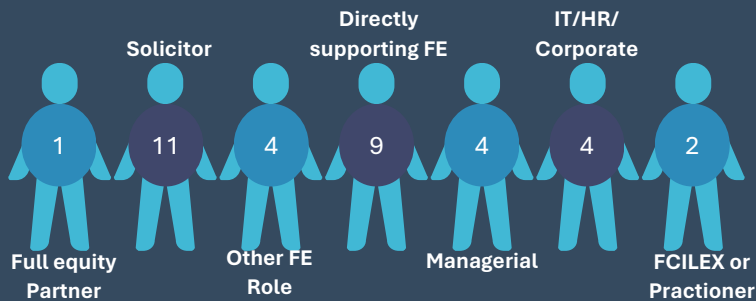 Directly
supporting FE
IT/HR/
Corporate
Solicitor
1
11
4
9
4
4
2
Full equity
Partner
Other FE
Role
Managerial
FCILEX or
Practioner